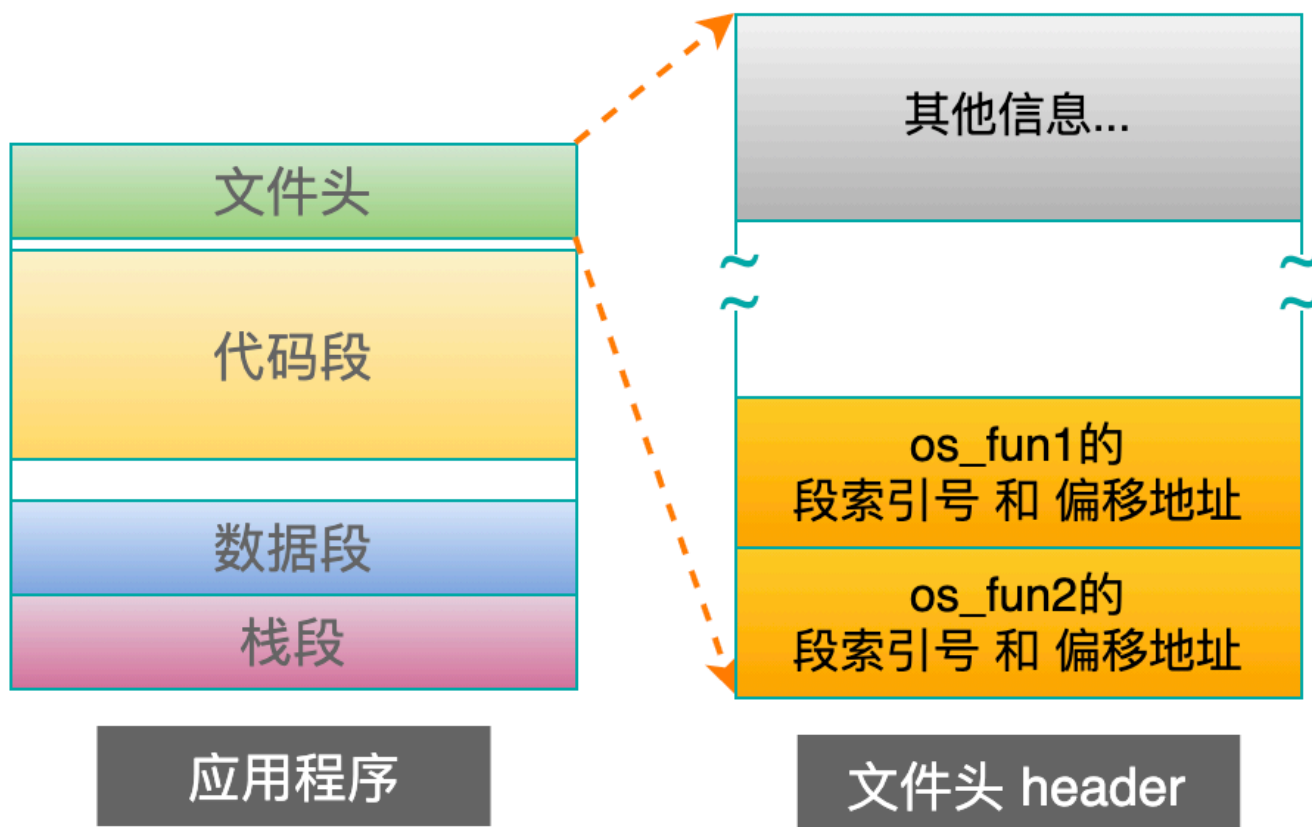 文件头
代码段
数据段
栈段
应用程序
其他信息...
os_fun1的
段索引号 和 偏移地址
os_fun2的
段索引号 和 偏移地址
文件头 header